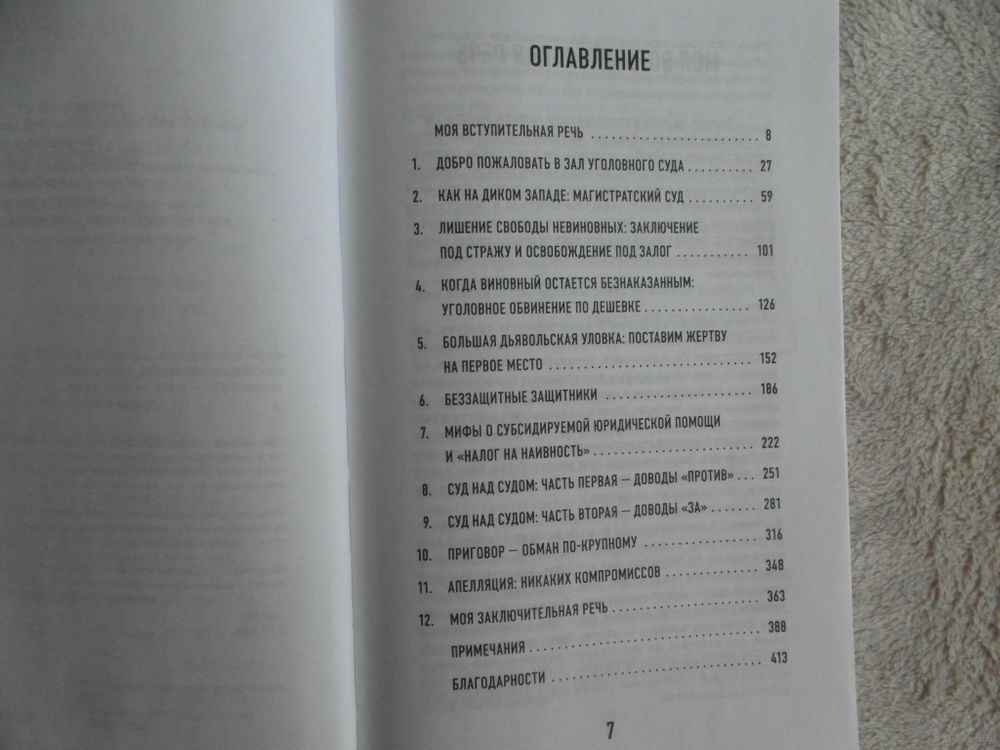 ОГЛАВЛЕНИЕ
МОЯ ВСТУПИТЕЛЬНАЯ РЕЧЬ . . . . . . . . . . . . . . . . . . . . . . 8
1. ДОБРО ПОЖАЛОВАТЬ В ЗАЛ УГОЛОВНОГО СУДА . . . . . . . . . . 27
2. КАК НА ДИКОМ ЗАПАДЕ: МАГИСТРАТСКИЙ СУД . . . . . . . . . . 59
3. ЛИШЕНИЕ СВОБОДЫ НЕВИНОВНЫХ: ЗАКЛЮЧЕНИЕ
ПОД СТРАЖУ И ОСВОБОЖДЕНИЕ ПОД ЗАЛОГ . . . . . . . . . . . 101
4. КОГДА ВИНОВНЫЙ ОСТАЕТСЯ БЕЗНАКАЗАННЫМ:
УГОЛОВНОЕ ОБВИНЕНИЕ ПО ДЕШЕВКЕ . . . . . . . . . . . . . . . . 126
5. БОЛЬШАЯ ДЬЯВОЛЬСКАЯ УЛОВКА: ПОСТАВИМ ЖЕРТВУ
НА ПЕРВОЕ МЕСТО . . . . . . . . . . . . . . . . . . . . . . . . . . . . . . 152
6. БЕЗЗАЩИТНЫЕ ЗАЩИТНИКИ . . . . . . . . . . . . . . . . . . . . . . 186
7. МИФЫ О СУБСИДИРУЕМОЙ ЮРИДИЧЕСКОЙ ПОМОЩИ
И «НАЛОГ НА НАИВНОСТЬ» . . . . . . . . . . . . . . . . . . . . . . . . 222
8. СУД НАД СУДОМ: ЧАСТЬ ПЕРВАЯ — ДОВОДЫ «ПРОТИВ» . . . 251
9. СУД НАД СУДОМ: ЧАСТЬ ВТОРАЯ — ДОВОДЫ «ЗА» . . . . . . . 281
10. ПРИГОВОР — ОБМАН ПО-КРУПНОМУ . . . . . . . . . . . . . . . . . 316
11. АПЕЛЛЯЦИЯ: НИКАКИХ КОМПРОМИССОВ . . . . . . . . . . . . . . 348
12. МОЯ ЗАКЛЮЧИТЕЛЬНАЯ РЕЧЬ . . . . . . . . . . . . . . . . . . . . . . 363
ПРИМЕЧАНИЯ . . . . . . . . . . . . . . . . . . . . . . . . . . . . . . . . . . 388
БЛАГОДАРНОСТИ . . . . . . . . . . . . . . . . . . . . . . . . . . . . . . . 413
7